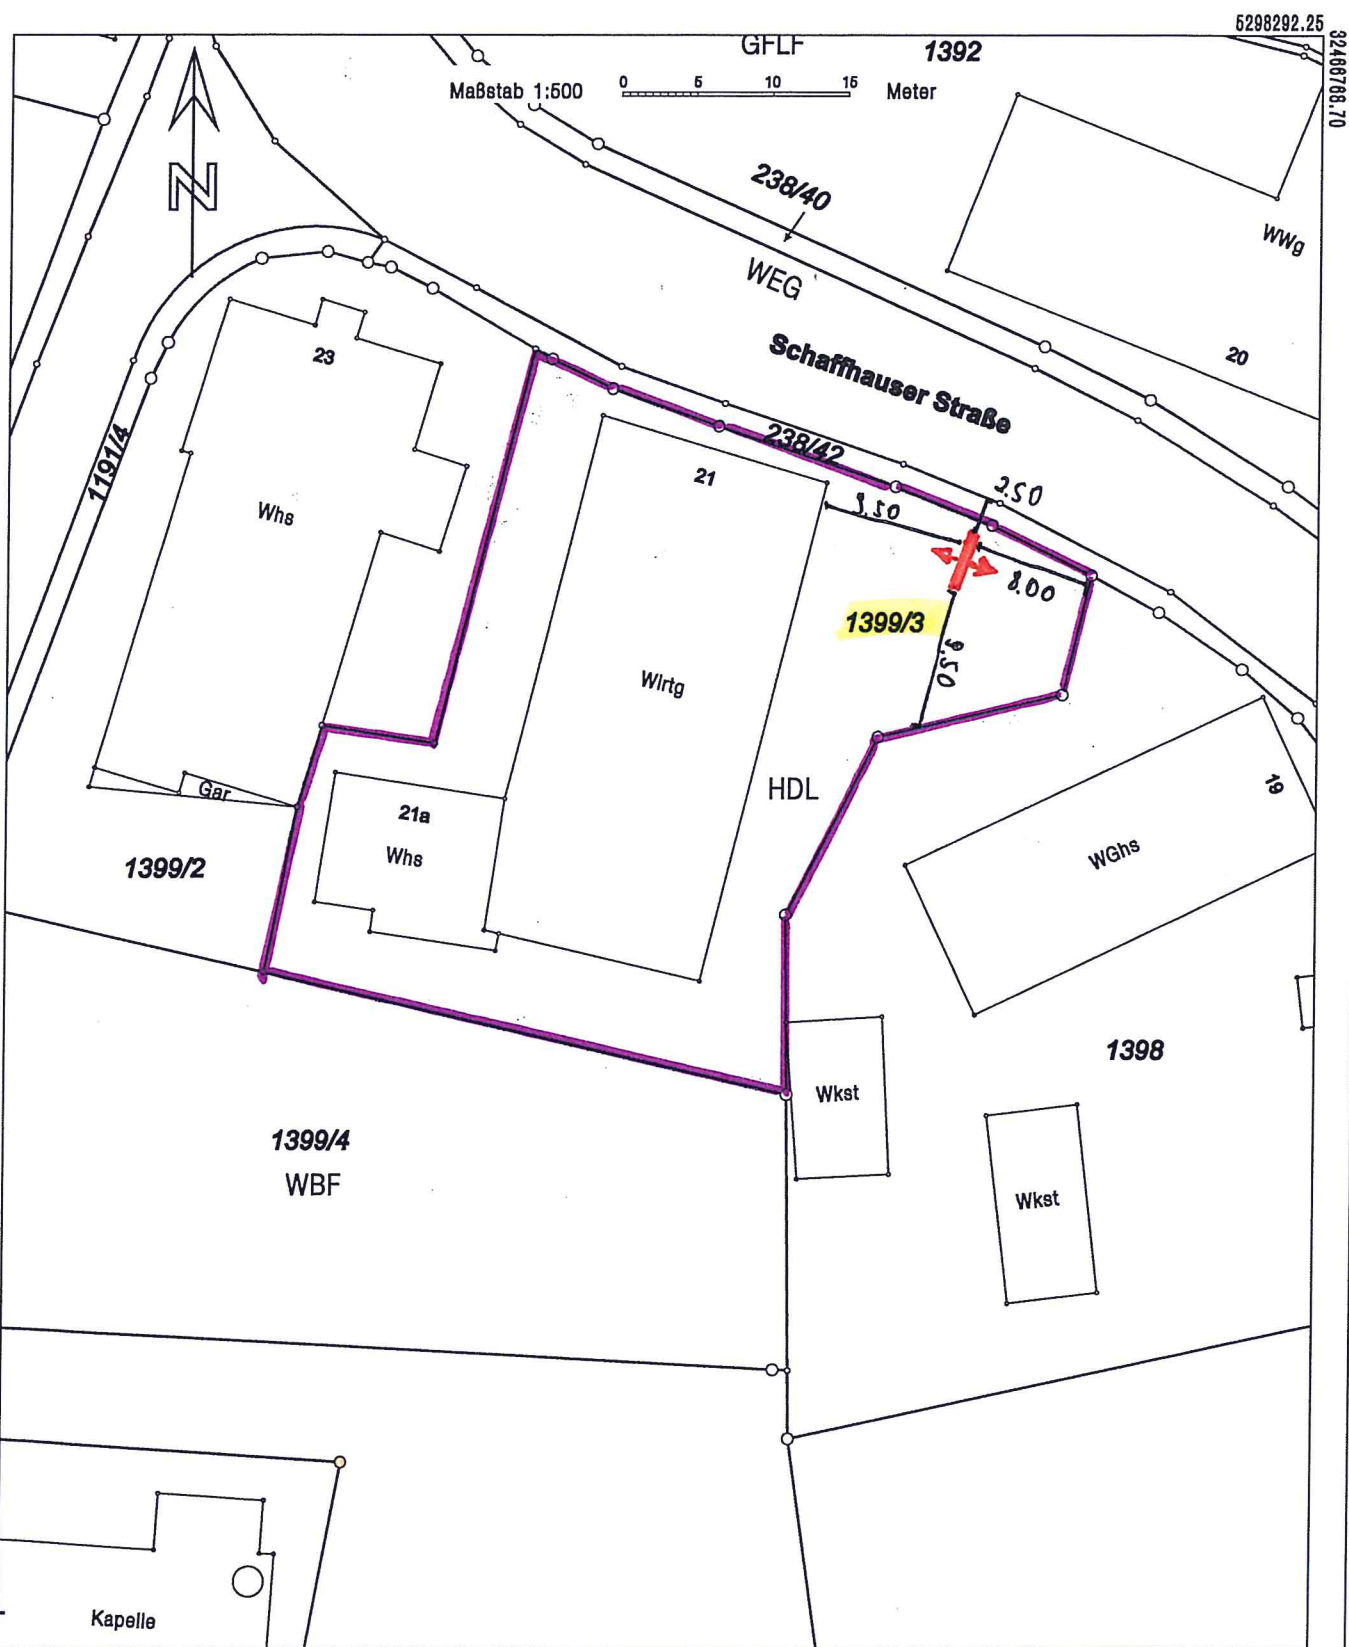 5298292.25
32466768.70
GFLF
1392
Maßstab 1:500
0 5 10 15 Meter
N
238/40
WEG
WWg
20
Schaffhauser Straße
23
1191/4
238/42
21
2.50
9.50
8.00
Whs
1399/3
9.50
Wirtg
Gar
HDL
19
21a
Whs
WGhs
1399/2
1398
Wkst
1399/4
WBF
Wkst
Kapelle